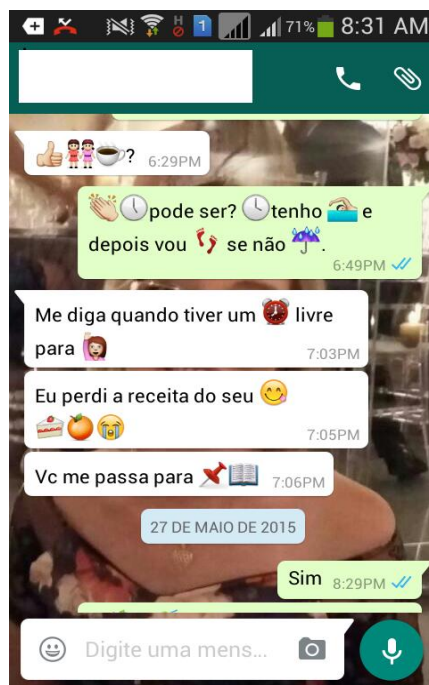 H
1
71%
8:31 AM
👍👭☕? 6:29PM
👏🕔pode ser? 🕔tenho 🏊 e
depois vou 👣 se não ☔.
6:49PM
Me diga quando tiver um ⏰ livre
para 🙋
7:03PM
Eu perdi a receita do seu 😋
🍰🍊😭
7:05PM
Vc me passa para 📌📖 7:06PM
27 DE MAIO DE 2015
Sim 8:29PM
Digite uma mens...